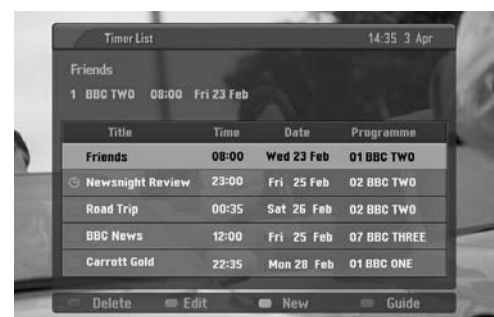 Timer List 14:35 3 Apr
Friends
1 BBC TWO 08:00 Fri 23 Feb
Title Time Date Programme
Friends 08:00 Wed 23 Feb 01 BBC TWO
Newsnight Review 23:00 Fri 25 Feb 02 BBC TWO
Road Trip 00:35 Sat 26 Feb 02 BBC TWO
BBC News 12:00 Fri 25 Feb 07 BBC THREE
Carrott Gold 22:35 Mon 28 Feb 01 BBC ONE
Delete Edit New Guide